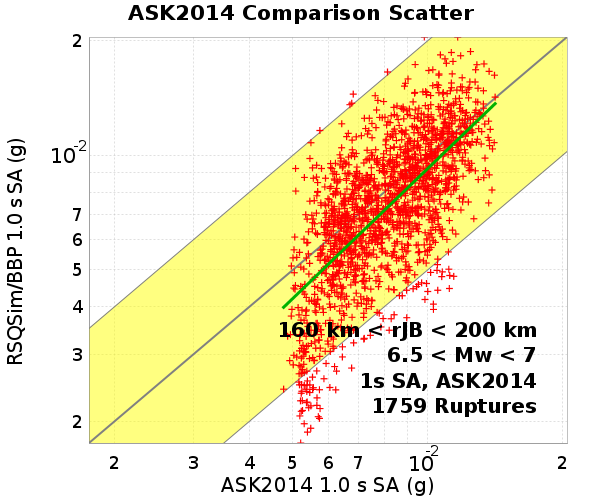 ASK2014 Comparison Scatter
RSQSim/BBP 1.0 s SA (g)
2
10-2
7
6
5
4
3
2
160 km < rJB < 200 km
6.5 < Mw < 7
1s SA, ASK2014
1759 Ruptures
2 3 4 5 6 7 10-2 2
ASK2014 1.0 s SA (g)